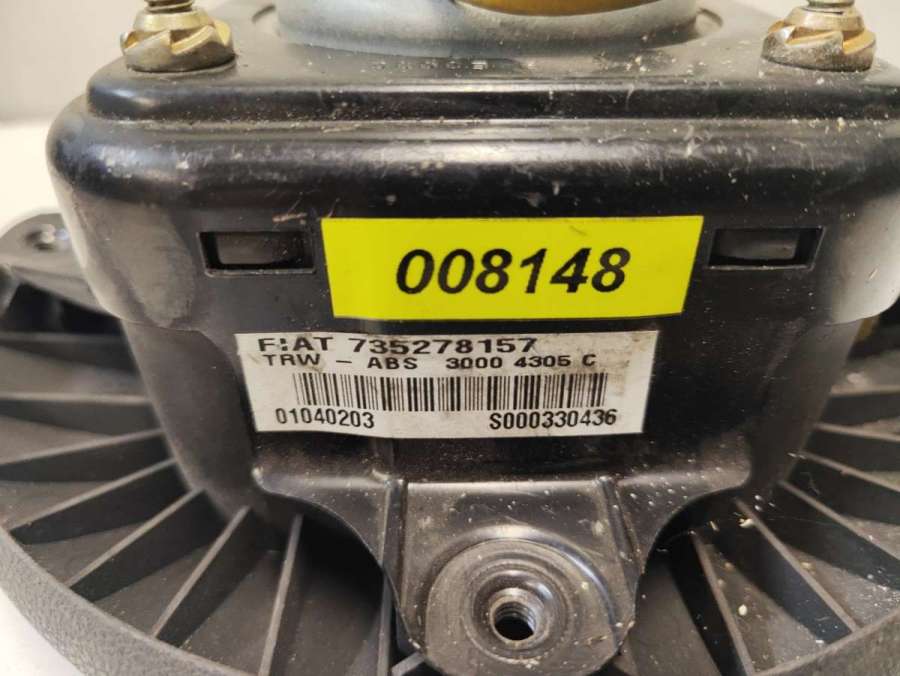 008148
FIAT 735278157
TRW - ABS 3000 4305 C
01040203 S000330436